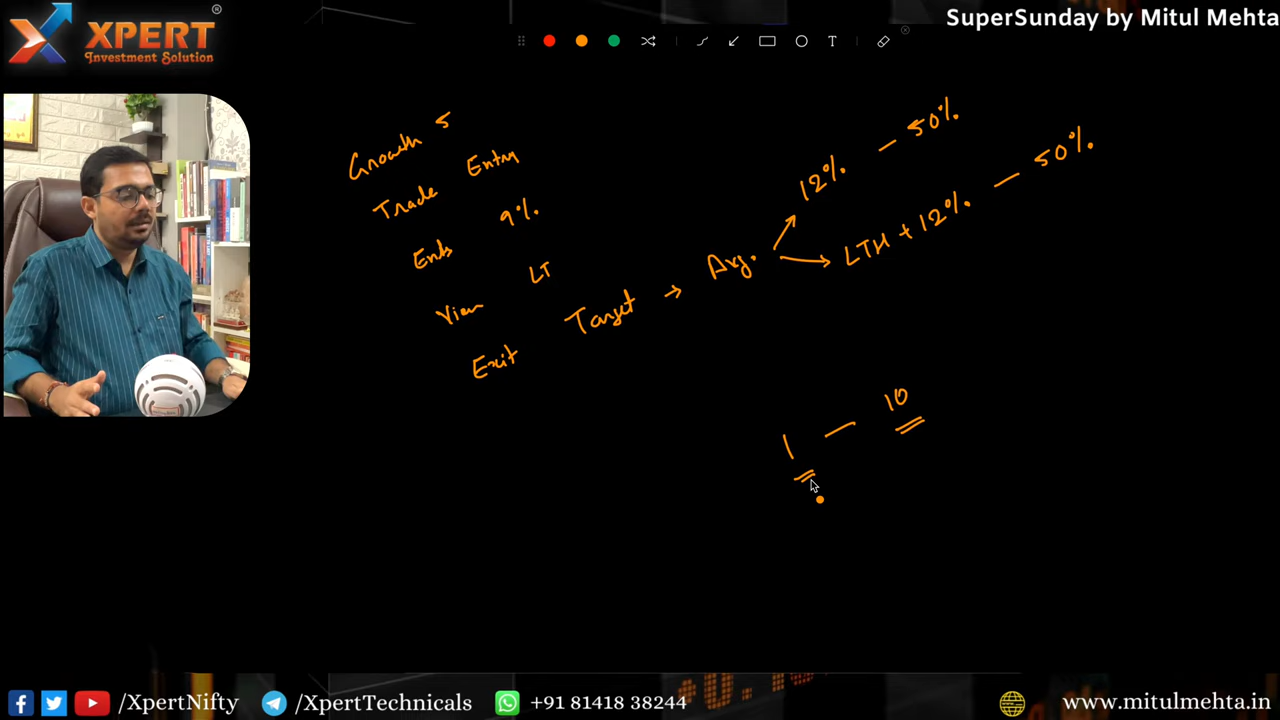 XPERT
®
Investment Solution
SuperSunday by Mitul Mehta
T
Growth 5
Trade Entry
Ends 9%
View LT
Exit Target → Avg.
12% — 50%
LTH + 12% — 50%
1 — 10
/XpertNifty
/XpertTechnicals
+91 81418 38244
www.mitulmehta.in